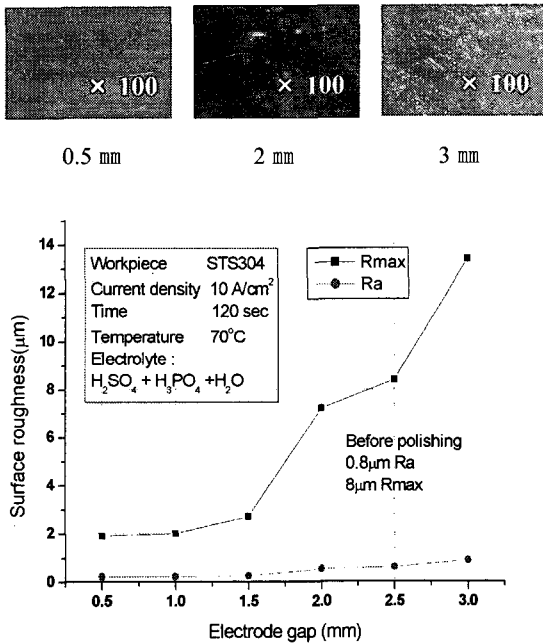 × 100
× 100
× 100
0.5 ㎜
2 ㎜
3 ㎜
Surface roughness(μm)
14
12
10
8
6
4
2
0
Workpiece STS304
Current density 10 A/cm²
Time 120 sec
Temperature 70°C
Electrolyte :
H₂SO₄ + H₃PO₄ +H₂O
Rmax
Ra
Before polishing
0.8μm Ra
8μm Rmax
0.5 1.0 1.5 2.0 2.5 3.0
Electrode gap (mm)